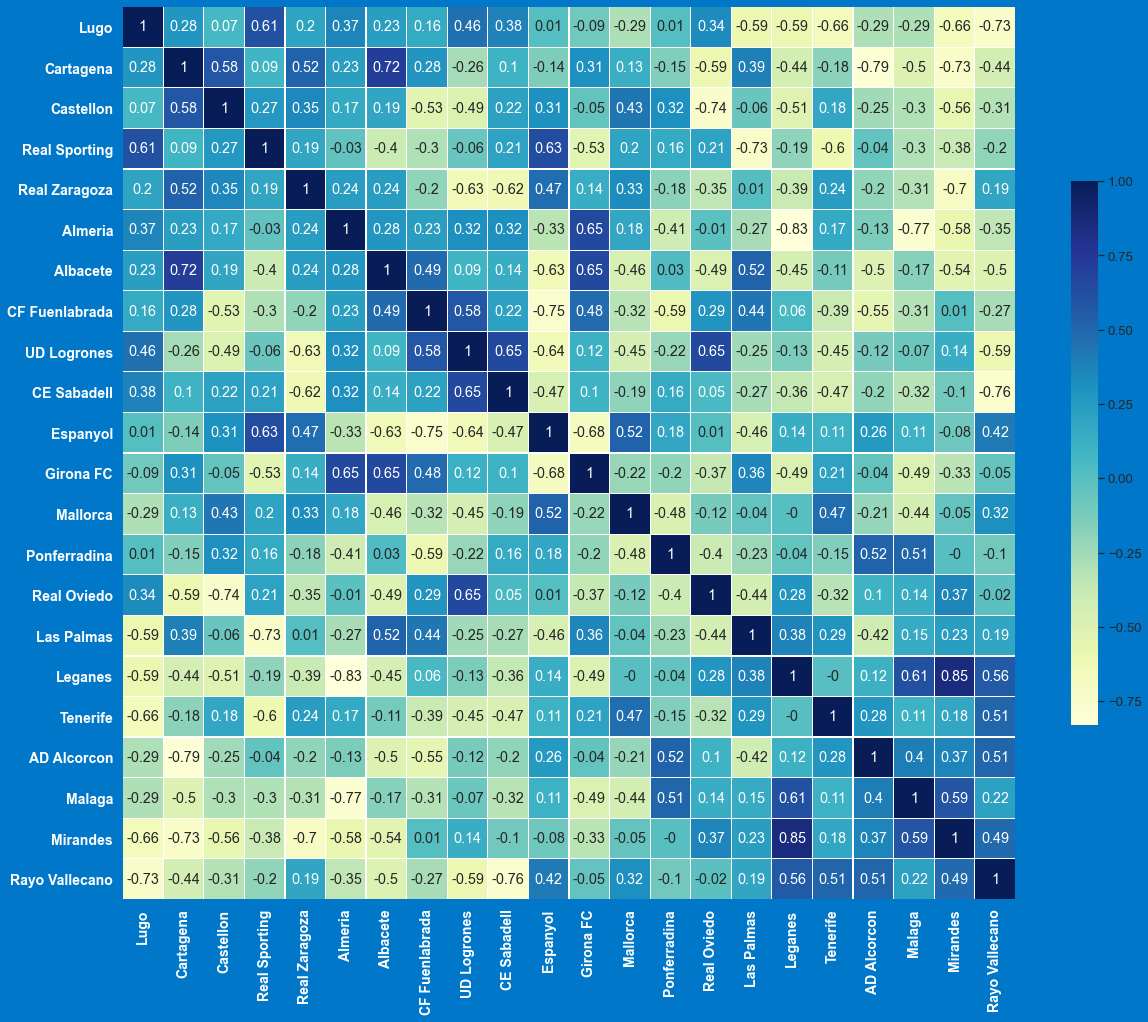 Lugo 1 0.28 0.07 0.61 0.2 0.37 0.23 0.16 0.46 0.38 0.01 -0.09 -0.29 0.01 0.34 -0.59 -0.59 -0.66 -0.29 -0.29 -0.66 -0.73
Cartagena 0.28 1 0.58 0.09 0.52 0.23 0.72 0.28 -0.26 0.1 -0.14 0.31 0.13 -0.15 -0.59 0.39 -0.44 -0.18 -0.79 -0.5 -0.73 -0.44
Castellon 0.07 0.58 1 0.27 0.35 0.17 0.19 -0.53 -0.49 0.22 0.31 -0.05 0.43 0.32 -0.74 -0.06 -0.51 0.18 -0.25 -0.3 -0.56 -0.31
Real Sporting 0.61 0.09 0.27 1 0.19 -0.03 -0.4 -0.3 -0.06 0.21 0.63 -0.53 0.2 0.16 0.21 -0.73 -0.19 -0.6 -0.04 -0.3 -0.38 -0.2
Real Zaragoza 0.2 0.52 0.35 0.19 1 0.24 0.24 -0.2 -0.63 -0.62 0.47 0.14 0.33 -0.18 -0.35 0.01 -0.39 0.24 -0.2 -0.31 -0.7 0.19
Almeria 0.37 0.23 0.17 -0.03 0.24 1 0.28 0.23 0.32 0.32 -0.33 0.65 0.18 -0.41 -0.01 -0.27 -0.83 0.17 -0.13 -0.77 -0.58 -0.35
Albacete 0.23 0.72 0.19 -0.4 0.24 0.28 1 0.49 0.09 0.14 -0.63 0.65 -0.46 0.03 -0.49 0.52 -0.45 -0.11 -0.5 -0.17 -0.54 -0.5
CF Fuenlabrada 0.16 0.28 -0.53 -0.3 -0.2 0.23 0.49 1 0.58 0.22 -0.75 0.48 -0.32 -0.59 0.29 0.44 0.06 -0.39 -0.55 -0.31 0.01 -0.27
UD Logrones 0.46 -0.26 -0.49 -0.06 -0.63 0.32 0.09 0.58 1 0.65 -0.64 0.12 -0.45 -0.22 0.65 -0.25 -0.13 -0.45 -0.12 -0.07 0.14 -0.59
CE Sabadell 0.38 0.1 0.22 0.21 -0.62 0.32 0.14 0.22 0.65 1 -0.47 0.1 -0.19 0.16 0.05 -0.27 -0.36 -0.47 -0.2 -0.32 -0.1 -0.76
Espanyol 0.01 -0.14 0.31 0.63 0.47 -0.33 -0.63 -0.75 -0.64 -0.47 1 -0.68 0.52 0.18 0.01 -0.46 0.14 0.11 0.26 0.11 -0.08 0.42
Girona FC -0.09 0.31 -0.05 -0.53 0.14 0.65 0.65 0.48 0.12 0.1 -0.68 1 -0.22 -0.2 -0.37 0.36 -0.49 0.21 -0.04 -0.49 -0.33 -0.05
Mallorca -0.29 0.13 0.43 0.2 0.33 0.18 -0.46 -0.32 -0.45 -0.19 0.52 -0.22 1 -0.48 -0.12 -0.04 -0 0.47 -0.21 -0.44 -0.05 0.32
Ponferradina 0.01 -0.15 0.32 0.16 -0.18 -0.41 0.03 -0.59 -0.22 0.16 0.18 -0.2 -0.48 1 -0.4 -0.23 -0.04 -0.15 0.52 0.51 -0 -0.1
Real Oviedo 0.34 -0.59 -0.74 0.21 -0.35 -0.01 -0.49 0.29 0.65 0.05 0.01 -0.37 -0.12 -0.4 1 -0.44 0.28 -0.32 0.1 0.14 0.37 -0.02
Las Palmas -0.59 0.39 -0.06 -0.73 0.01 -0.27 0.52 0.44 -0.25 -0.27 -0.46 0.36 -0.04 -0.23 -0.44 1 0.38 0.29 -0.42 0.15 0.23 0.19
Leganes -0.59 -0.44 -0.51 -0.19 -0.39 -0.83 -0.45 0.06 -0.13 -0.36 0.14 -0.49 -0 -0.04 0.28 0.38 1 -0 0.12 0.61 0.85 0.56
Tenerife -0.66 -0.18 0.18 -0.6 0.24 0.17 -0.11 -0.39 -0.45 -0.47 0.11 0.21 0.47 -0.15 -0.32 0.29 -0 1 0.28 0.11 0.18 0.51
AD Alcorcon -0.29 -0.79 -0.25 -0.04 -0.2 -0.13 -0.5 -0.55 -0.12 -0.2 0.26 -0.04 -0.21 0.52 0.1 -0.42 0.12 0.28 1 0.4 0.37 0.51
Malaga -0.29 -0.5 -0.3 -0.3 -0.31 -0.77 -0.17 -0.31 -0.07 -0.32 0.11 -0.49 -0.44 0.51 0.14 0.15 0.61 0.11 0.4 1 0.59 0.22
Mirandes -0.66 -0.73 -0.56 -0.38 -0.7 -0.58 -0.54 0.01 0.14 -0.1 -0.08 -0.33 -0.05 -0 0.37 0.23 0.85 0.18 0.37 0.59 1 0.49
Rayo Vallecano -0.73 -0.44 -0.31 -0.2 0.19 -0.35 -0.5 -0.27 -0.59 -0.76 0.42 -0.05 0.32 -0.1 -0.02 0.19 0.56 0.51 0.51 0.22 0.49 1
Lugo Cartagena Castellon Real Sporting Real Zaragoza Almeria Albacete CF Fuenlabrada UD Logrones CE Sabadell Espanyol Girona FC Mallorca Ponferradina Real Oviedo Las Palmas Leganes Tenerife AD Alcorcon Malaga Mirandes Rayo Vallecano
1.00
0.75
0.50
0.25
0.00
-0.25
-0.50
-0.75